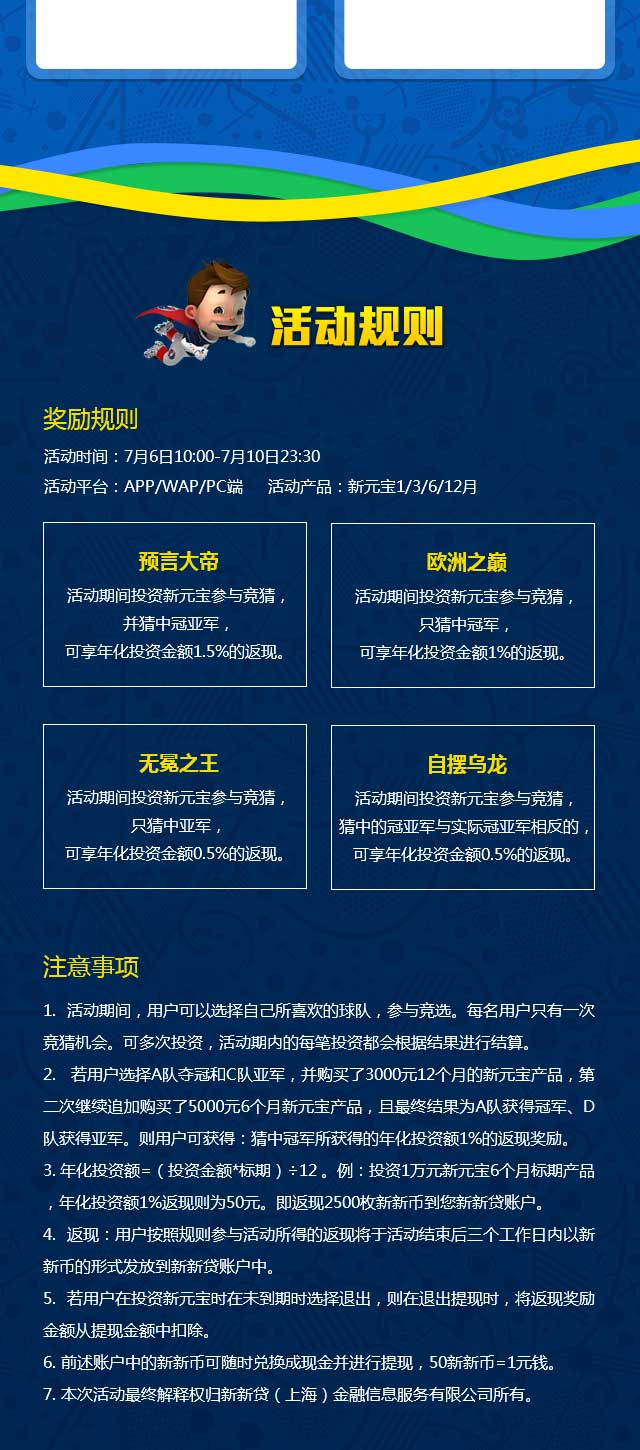 活动规则
奖励规则
活动时间：7月6日10:00-7月10日23:30
活动平台：APP/WAP/PC端 活动产品：新元宝1/3/6/12月
预言大帝
活动期间投资新元宝参与竞猜，
并猜中冠亚军，
可享年化投资金额1.5%的返现。
欧洲之巅
活动期间投资新元宝参与竞猜，
只猜中冠军，
可享年化投资金额1%的返现。
无冕之王
活动期间投资新元宝参与竞猜，
只猜中亚军，
可享年化投资金额0.5%的返现。
自摆乌龙
活动期间投资新元宝参与竞猜，
猜中的冠亚军与实际冠亚军相反的，
可享年化投资金额0.5%的返现。
注意事项
1. 活动期间，用户可以选择自己所喜欢的球队，参与竞选。每名用户只有一次
竞猜机会。可多次投资，活动期内的每笔投资都会根据结果进行结算。
2. 若用户选择A队夺冠和C队亚军，并购买了3000元12个月的新元宝产品，第
二次继续追加购买了5000元6个月新元宝产品，且最终结果为A队获得冠军、D
队获得亚军。则用户可获得：猜中冠军所获得的年化投资额1%的返现奖励。
3. 年化投资额=（投资金额*标期）÷12 。例：投资1万元新元宝6个月标期产品
，年化投资额1%返现则为50元。即返现2500枚新新币到您新新贷账户。
4. 返现：用户按照规则参与活动所得的返现将于活动结束后三个工作日内以新
新币的形式发放到新新贷账户中。
5. 若用户在投资新元宝时在未到期时选择退出，则在退出提现时，将返现奖励
金额从提现金额中扣除。
6. 前述账户中的新新币可随时兑换成现金并进行提现，50新新币=1元钱。
7. 本次活动最终解释权归新新贷（上海）金融信息服务有限公司所有。